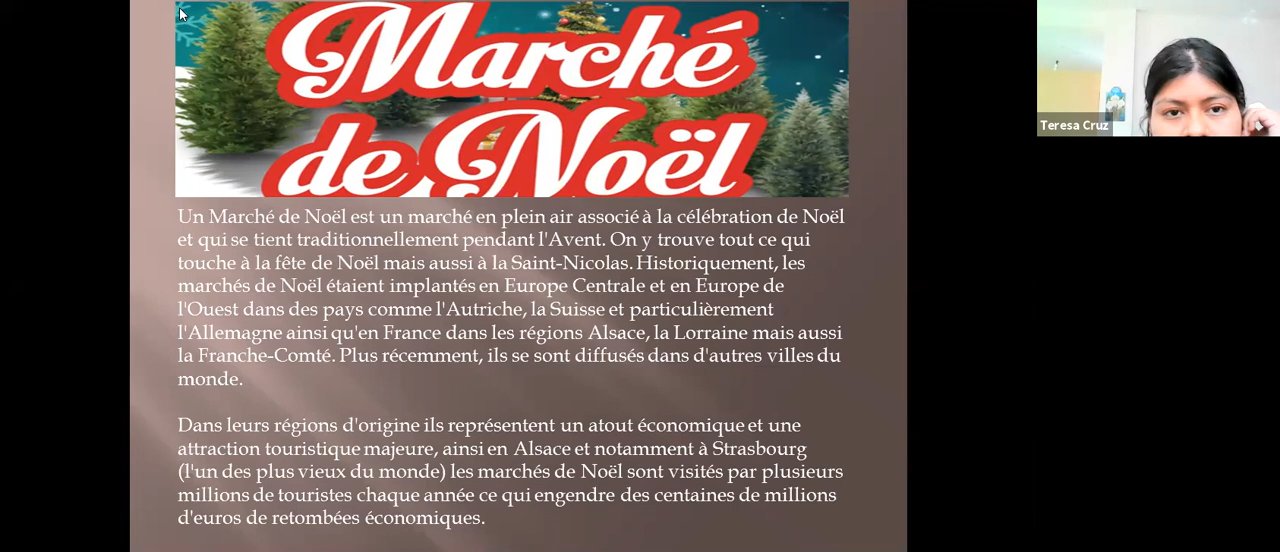 Marché
de Noël
Un Marché de Noël est un marché en plein air associé à la célébration de Noël
et qui se tient traditionnellement pendant l'Avent. On y trouve tout ce qui
touche à la fête de Noël mais aussi à la Saint-Nicolas. Historiquement, les
marchés de Noël étaient implantés en Europe Centrale et en Europe de
l'Ouest dans des pays comme l'Autriche, la Suisse et particulièrement
l'Allemagne ainsi qu'en France dans les régions Alsace, la Lorraine mais aussi
la Franche-Comté. Plus récemment, ils se sont diffusés dans d'autres villes du
monde.
Dans leurs régions d'origine ils représentent un atout économique et une
attraction touristique majeure, ainsi en Alsace et notamment à Strasbourg
(l'un des plus vieux du monde) les marchés de Noël sont visités par plusieurs
millions de touristes chaque année ce qui engendre des centaines de millions
d'euros de retombées économiques.
Teresa Cruz